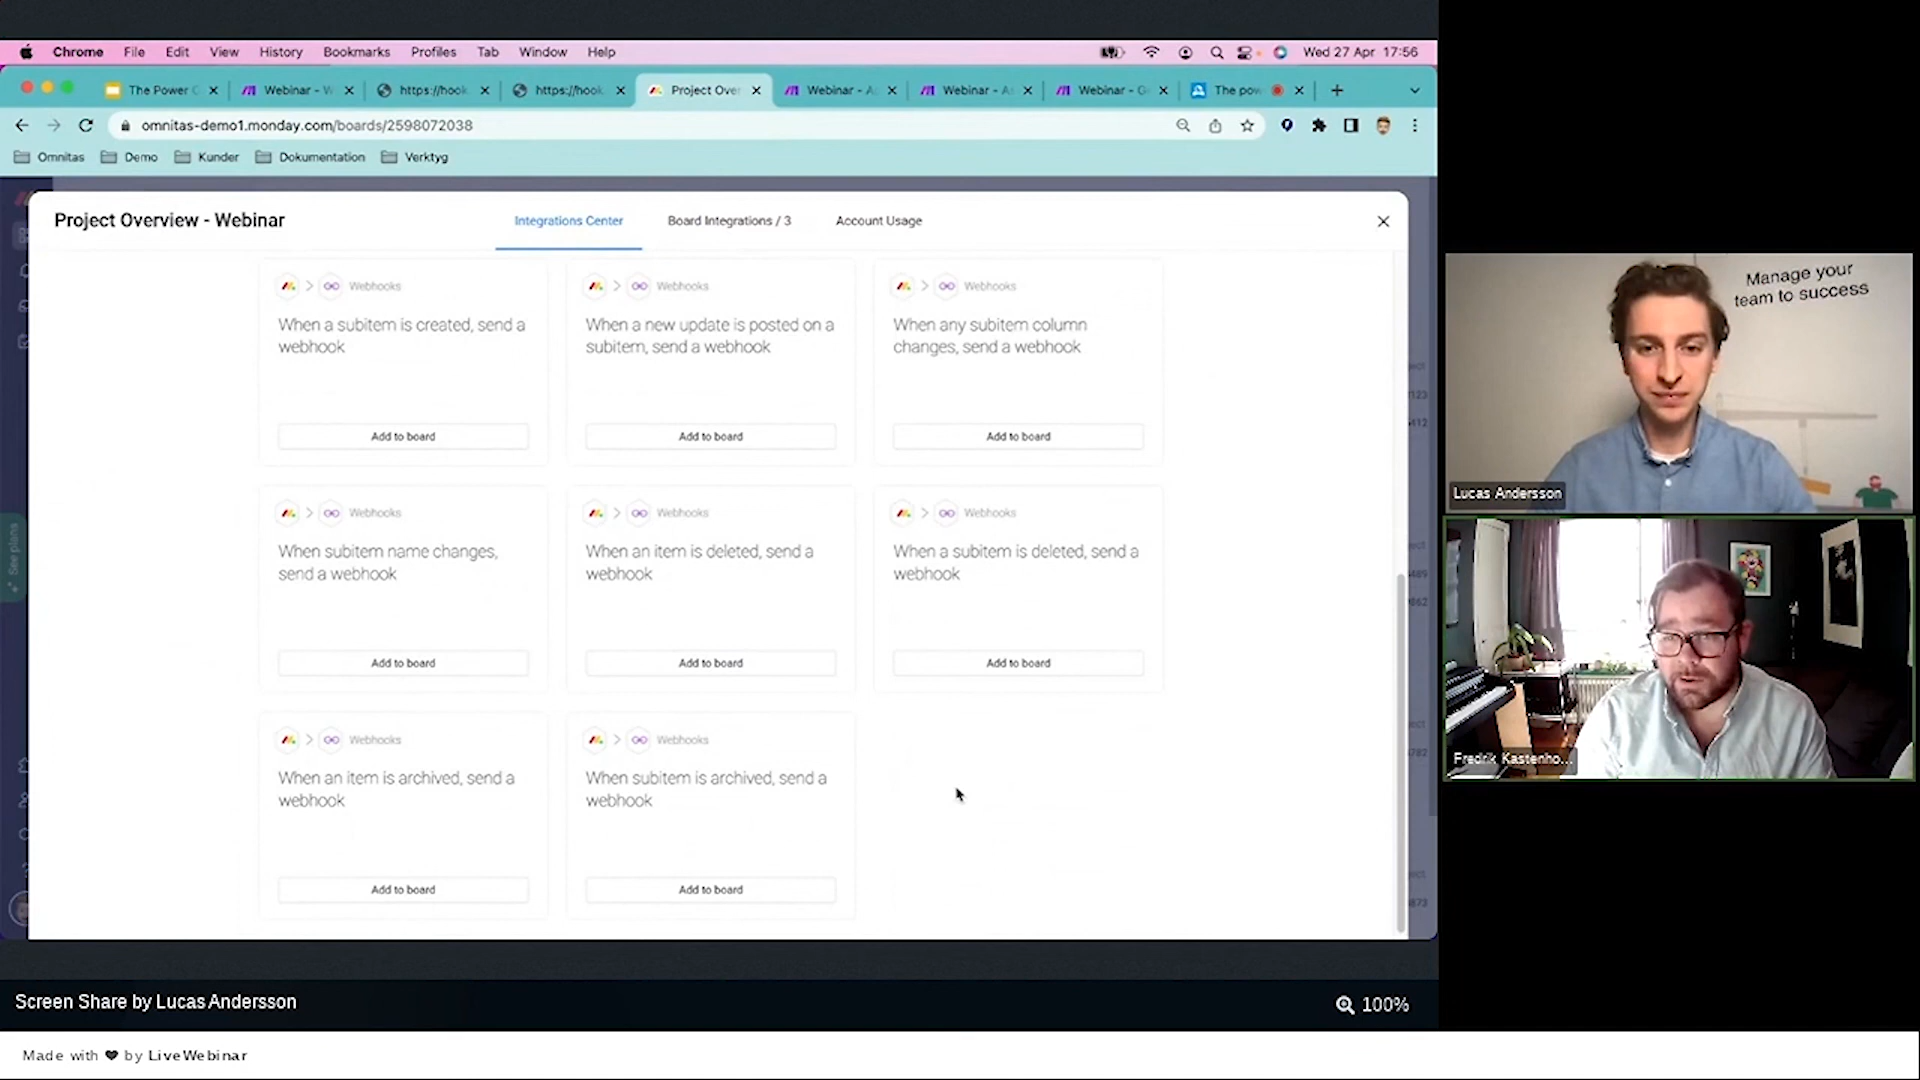 Chrome File Edit View History Bookmarks Profiles Tab Window Help Wed 27 Apr 17:56
The Power Webinar - W https://hook. https://hook. Project Over Webinar - A Webinar - A Webinar - G The pow
omnitas-demo1.monday.com/boards/2598072038
Omnitas Demo Kunder Dokumentation Verktyg
Project Overview - Webinar Integrations Center Board Integrations / 3 Account Usage
Webhooks Webhooks Webhooks
When a subitem is created, send a webhook
When a new update is posted on a subitem, send a webhook
When any subitem column changes, send a webhook
Add to board Add to board Add to board
Webhooks Webhooks Webhooks
When subitem name changes, send a webhook
When an item is deleted, send a webhook
When a subitem is deleted, send a webhook
Add to board Add to board Add to board
Webhooks Webhooks
When an item is archived, send a webhook
When subitem is archived, send a webhook
Add to board Add to board
See plans
Manage your
team to success
Lucas Andersson
Fredrik Kastenho...
Screen Share by Lucas Andersson
100%
Made with ❤ by LiveWebinar